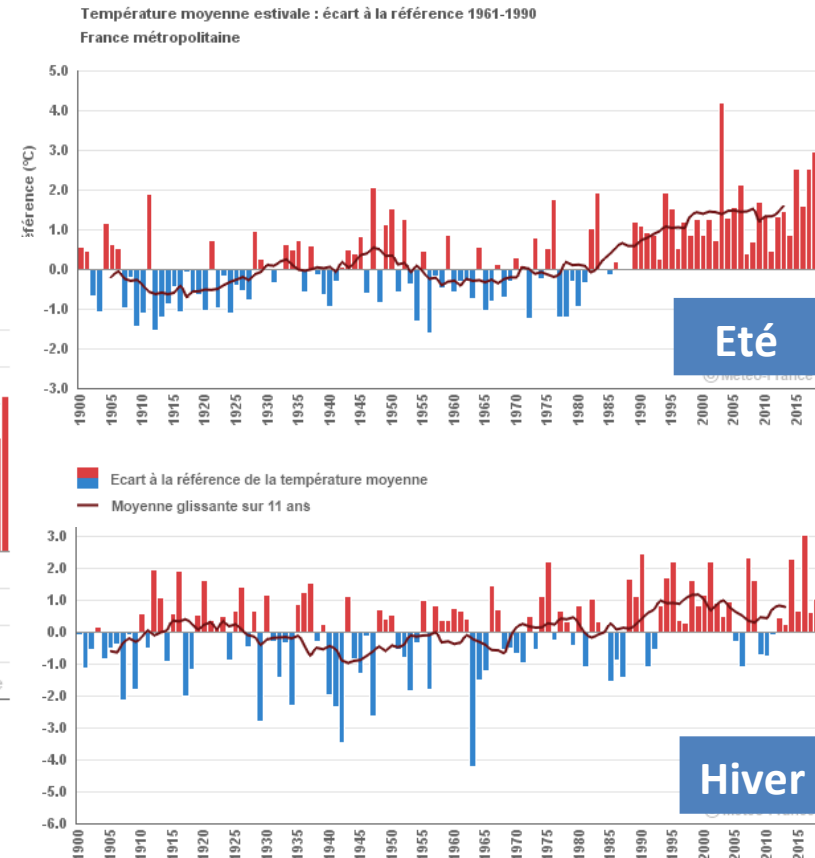 Température moyenne estivale : écart à la référence 1961-1990
France métropolitaine
5.0
4.0
3.0
2.0
1.0
0.0
-1.0
-2.0
-3.0
(°C)
Eté
1900 1905 1910 1915 1920 1925 1930 1935 1940 1945 1950 1955 1960 1965 1970 1975 1980 1985 1990 1995 2000 2005 2010 2015
Ecart à la référence de la température moyenne
Moyenne glissante sur 11 ans
3.0
2.0
1.0
0.0
-1.0
-2.0
-3.0
-4.0
-5.0
-6.0
Hiver
1900 1905 1910 1915 1920 1925 1930 1935 1940 1945 1950 1955 1960 1965 1970 1975 1980 1985 1990 1995 2000 2005 2010 2015